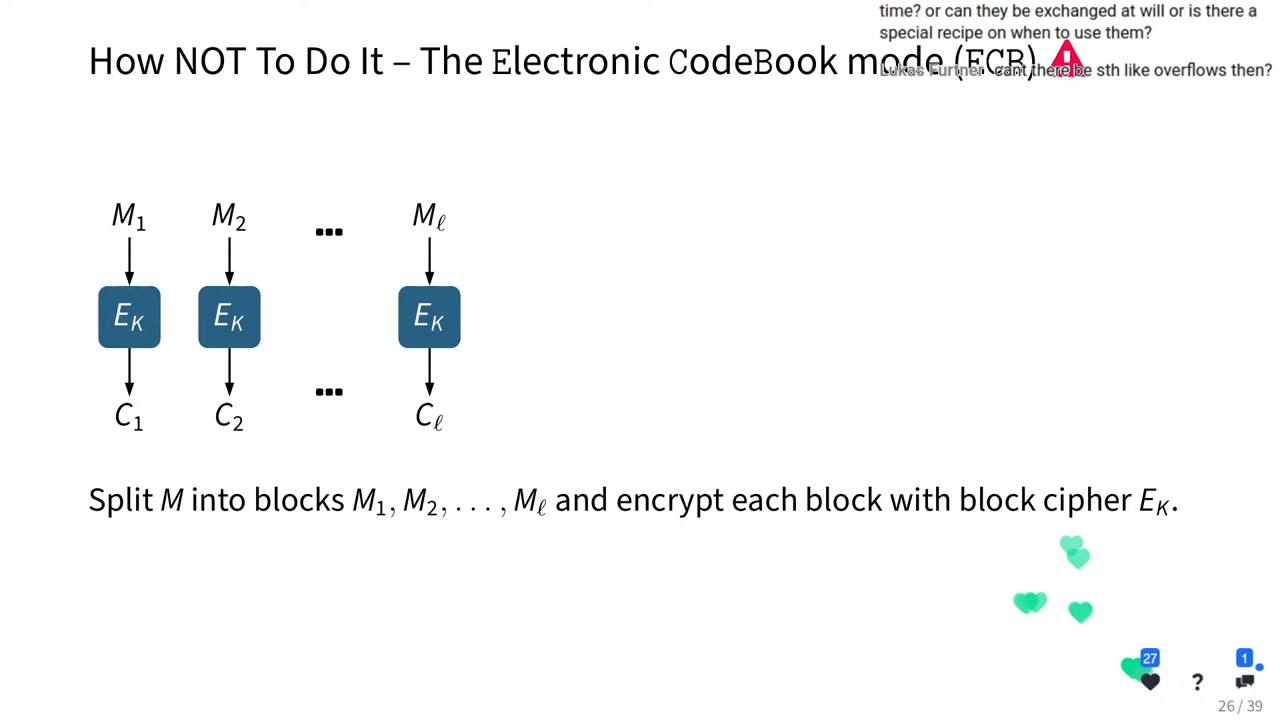 time? or can they be exchanged at will or is there a
special recipe on when to use them?
How NOT To Do It – The Electronic CodeBook mode (ECB)
Lukas Furtner cant there be sth like overflows then?
M1 M2 ... Mℓ
EK EK EK
C1 C2 ... Cℓ
Split M into blocks M1, M2, . . . , Mℓ and encrypt each block with block cipher EK.
27 1
?
26 / 39